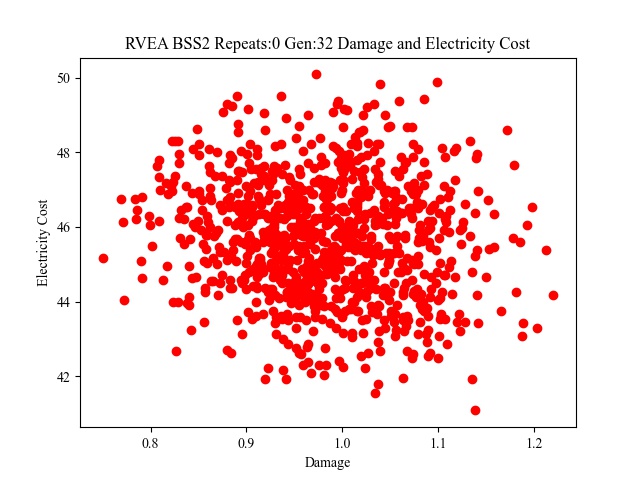 RVEA BSS2 Repeats:0 Gen:32 Damage and Electricity Cost
50
48
46
44
42
Electricity Cost
0.8 0.9 1.0 1.1 1.2
Damage